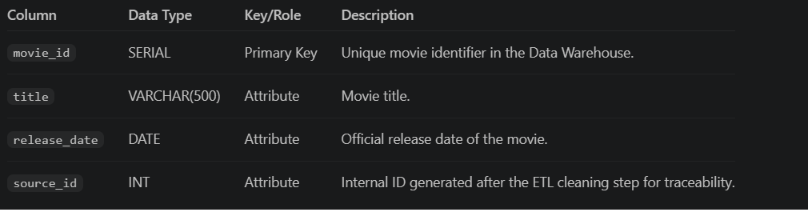 Column Data Type Key/Role Description
movie_id SERIAL Primary Key Unique movie identifier in the Data Warehouse.
title VARCHAR(500) Attribute Movie title.
release_date DATE Attribute Official release date of the movie.
source_id INT Attribute Internal ID generated after the ETL cleaning step for traceability.